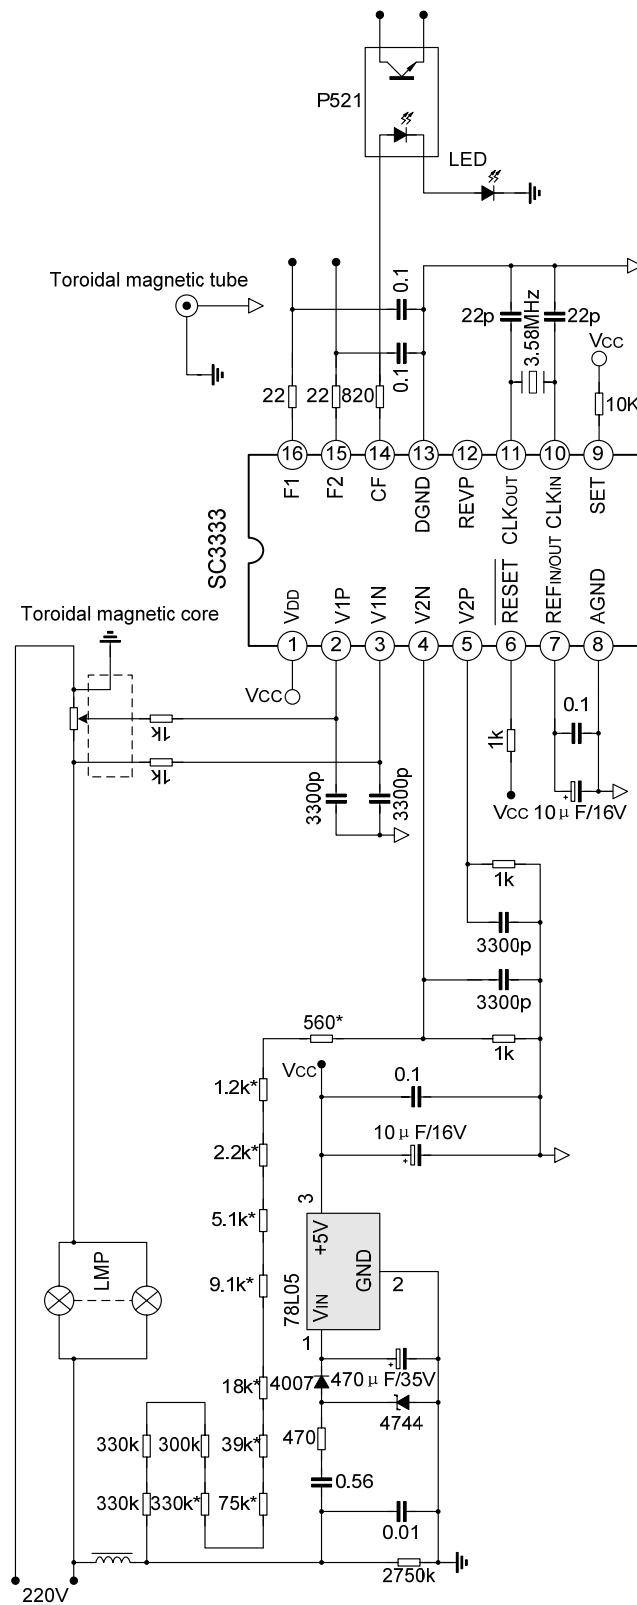 P521
LED
Toroidal magnetic tube
0.1
22p
3.58MHz
22p
0.1
VCC
22
22
820
10K
16
15
14
13
12
11
10
9
F1
F2
CF
DGND
REVP
CLKOUT
CLKIN
SET
SC3333
VDD
V1P
V1N
V2N
V2P
RESET
REFIN/OUT
AGND
1
2
3
4
5
6
7
8
Toroidal magnetic core
VCC
0.1
1k
1k
1k
3300p
3300p
VCC
+
10μF/16V
1k
3300p
3300p
560*
1k
VCC
0.1
1.2k*
10μF/16V
+
2.2k*
3
5.1k*
+5V
GND
VIN
78L05
2
9.1k*
LMP
1
+
18k*
4007
470μF/35V
4744
330k
300k
39k*
470
0.56
330k
330k*
75k*
0.01
2750k
220V